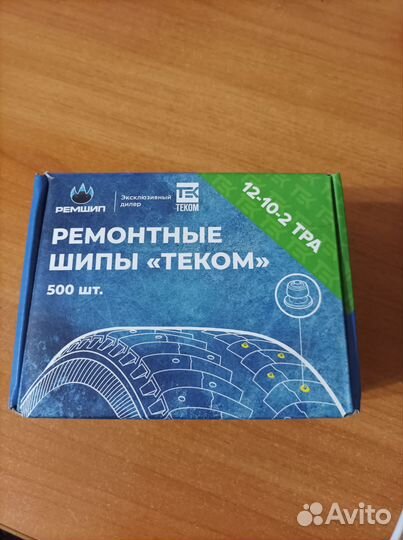 РЕМШИП
Эксклюзивный
дилер
ТЕКОМ
12-10-2 ТРА
РЕМОНТНЫЕ
ШИПЫ «ТЕКОМ»
500 шт.
Avito